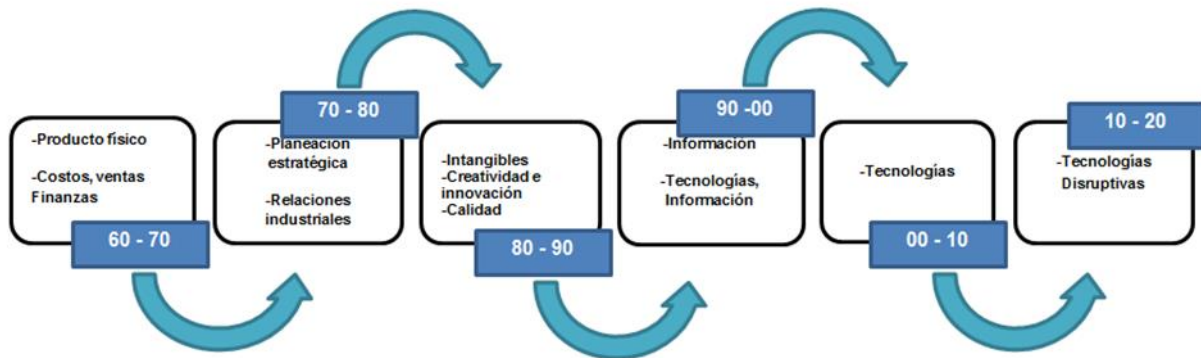 -Producto físico
-Costos, ventas
Finanzas
60 - 70
70 - 80
-Planeación
estratégica
-Relaciones
industriales
-Intangibles
-Creatividad e
innovación
-Calidad
80 - 90
90 -00
-Información
-Tecnologías,
Información
-Tecnologías
00 - 10
10 - 20
-Tecnologías
Disruptivas